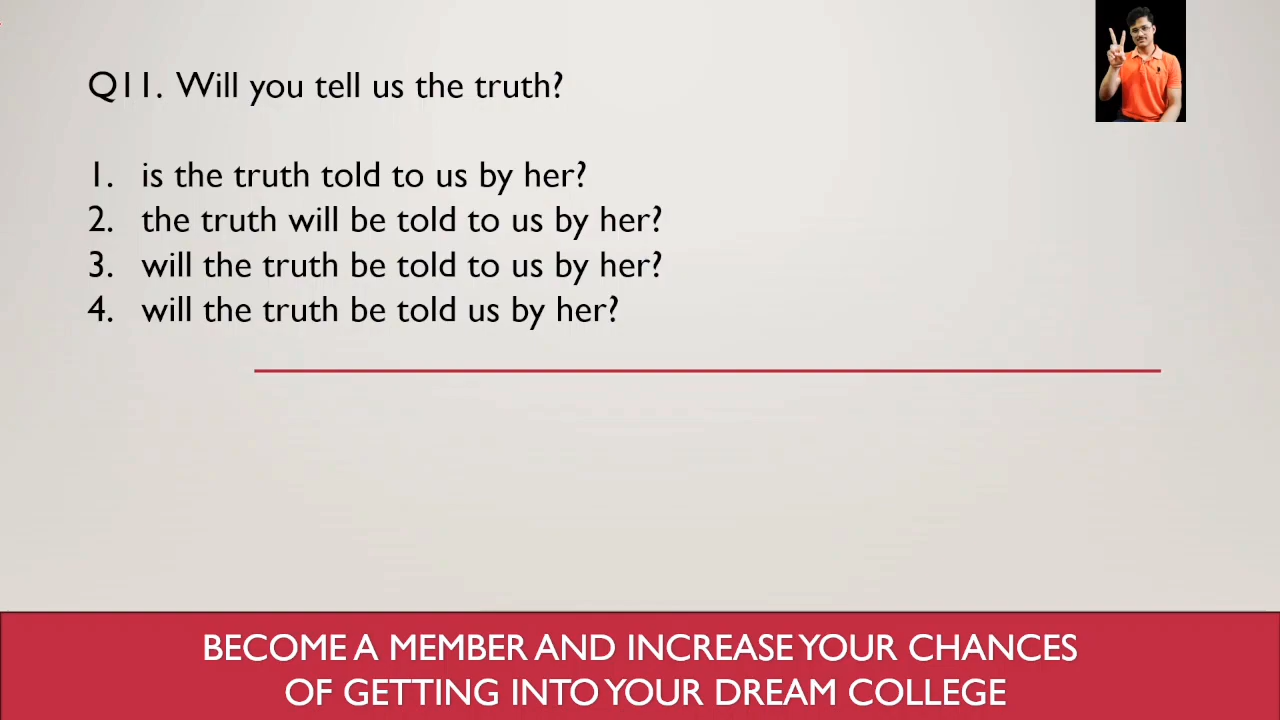 Q11. Will you tell us the truth?
1. is the truth told to us by her?
2. the truth will be told to us by her?
3. will the truth be told to us by her?
4. will the truth be told us by her?
BECOME A MEMBER AND INCREASE YOUR CHANCES
OF GETTING INTO YOUR DREAM COLLEGE